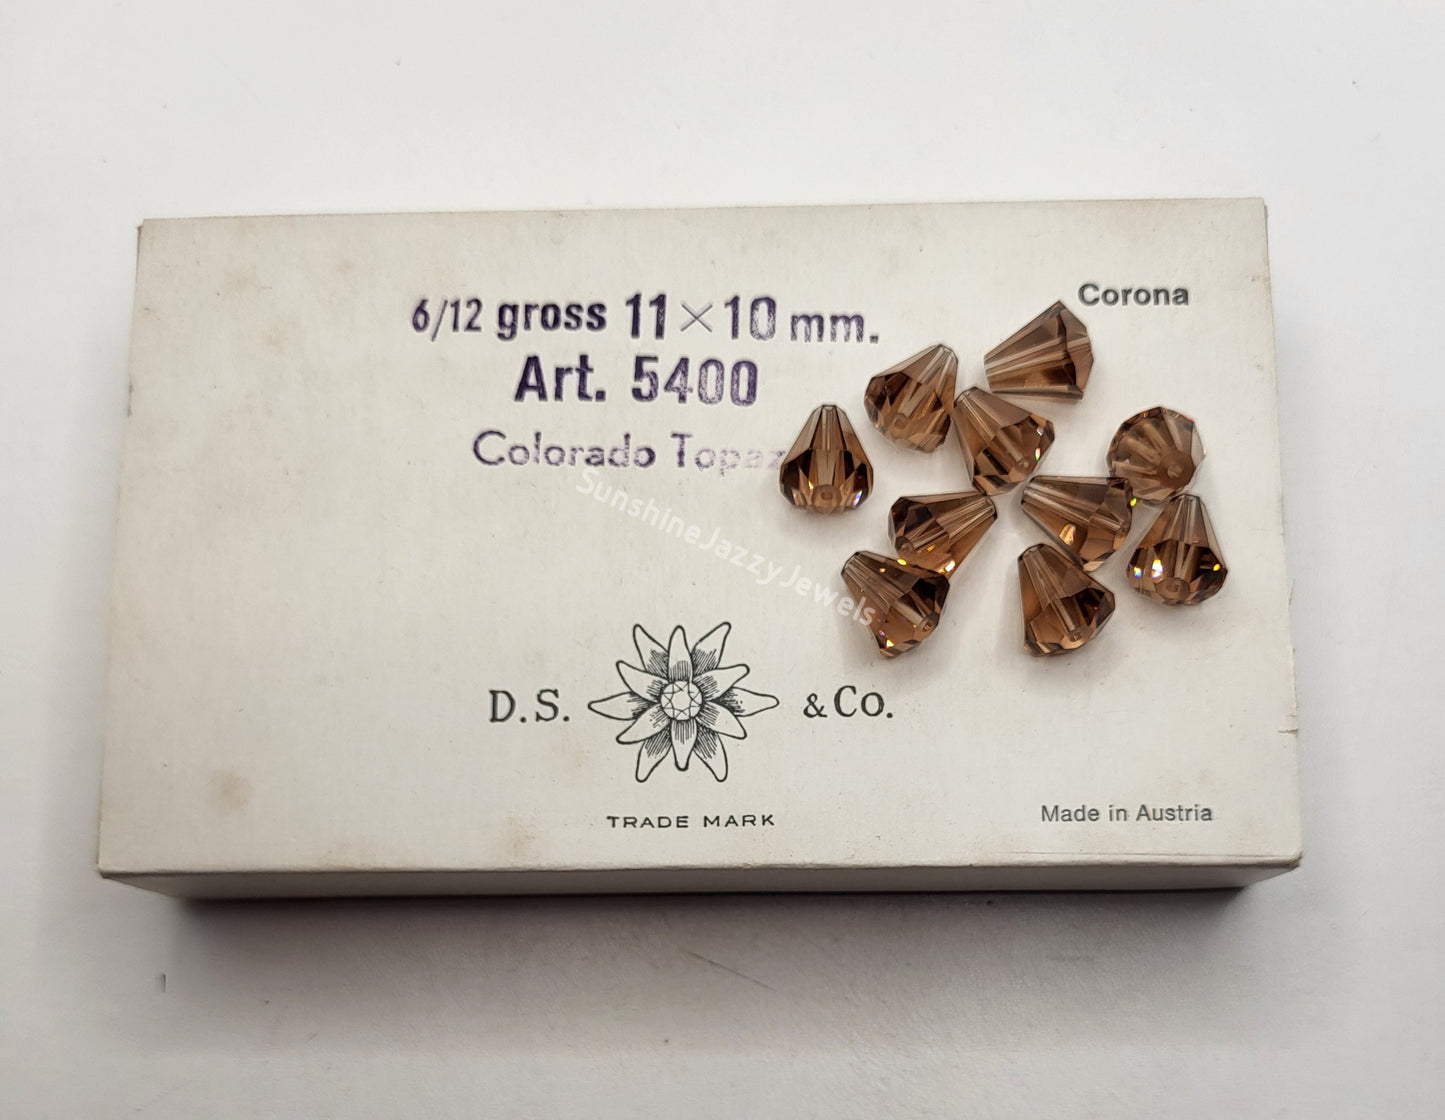 Corona
6/12 gross 11×10 mm.
Art. 5400
Colorado Topaz
SunshineJazzyJewels
D.S. & Co.
TRADE MARK
Made in Austria